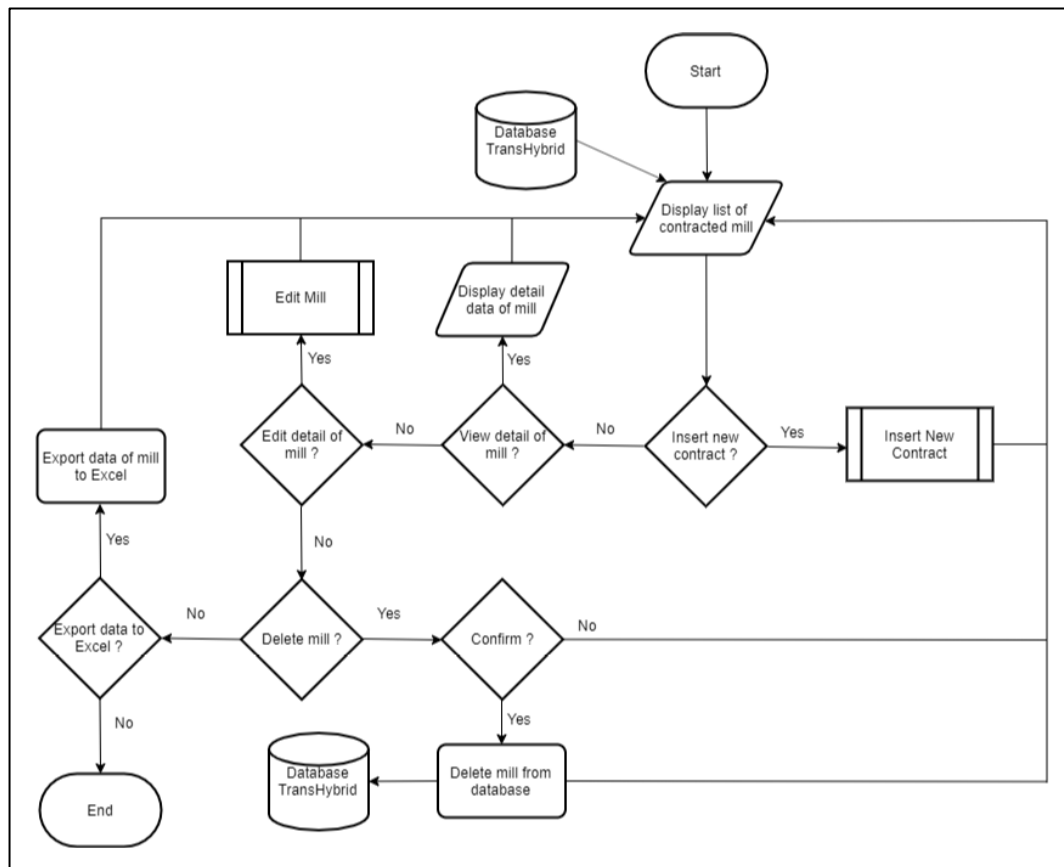 Start
Database
TransHybrid
Display list of
contracted mill
Edit Mill
Display detail
data of mill
Yes
Yes
Export data of mill
to Excel
Edit detail of
mill ?
No
View detail of
mill ?
No
Insert new
contract ?
Yes
Insert New
Contract
Yes
No
Export data to
Excel ?
No
Delete mill ?
Yes
Confirm ?
No
No
Yes
End
Database
TransHybrid
Delete mill from
database